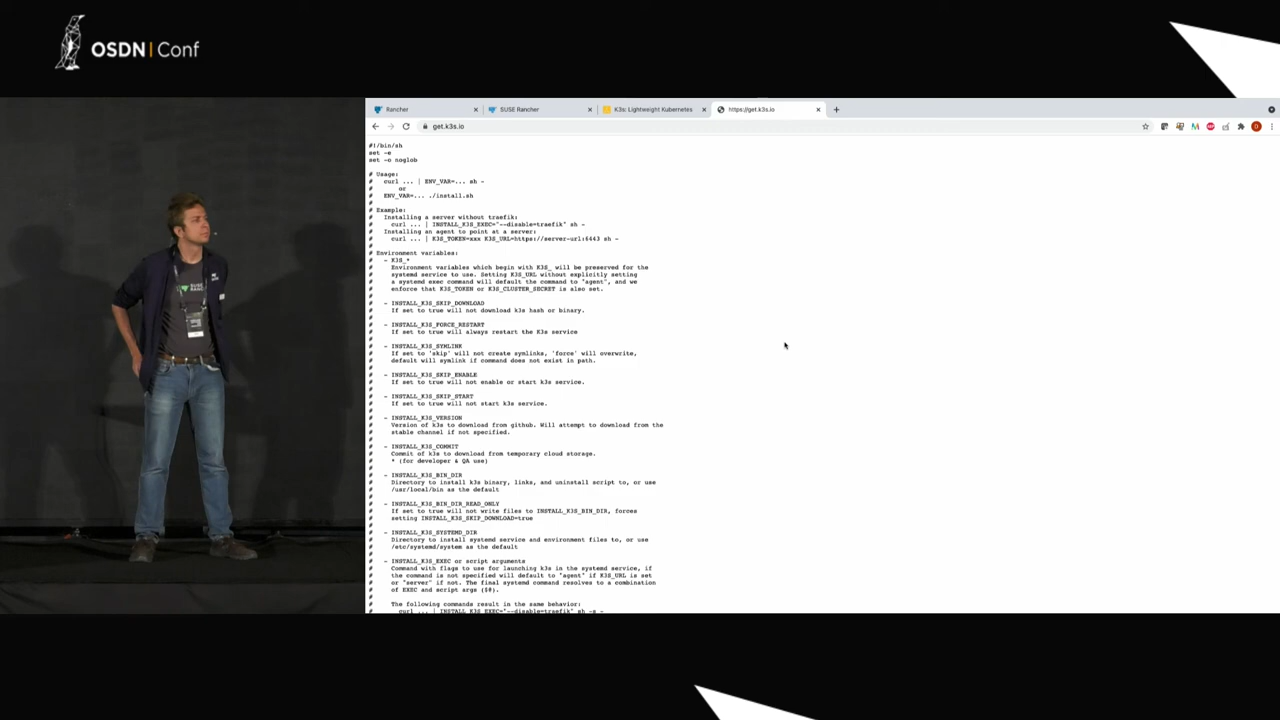 OSDN | Conf
Rancher
SUSE Rancher
K3s: Lightweight Kubernetes
https://get.k3s.io
get.k3s.io
#!/bin/sh
set -e
set -o noglob
# Usage:
#   curl ... | ENV_VAR=... sh -
#       or
#   ENV_VAR=... ./install.sh
#
# Example:
#   Installing a server without traefik:
#     curl ... | INSTALL_K3S_EXEC="--disable=traefik" sh -
#   Installing an agent to point at a server:
#     curl ... | K3S_TOKEN=xxx K3S_URL=https://server-url:6443 sh -
#
# Environment variables:
#   - K3S_*
#     Environment variables which begin with K3S_ will be preserved for the
#     systemd service to use. Setting K3S_URL without explicitly setting
#     a systemd exec command will default the command to "agent", and we
#     enforce that K3S_TOKEN or K3S_CLUSTER_SECRET is also set.
#
#   - INSTALL_K3S_SKIP_DOWNLOAD
#     If set to true will not download k3s hash or binary.
#
#   - INSTALL_K3S_FORCE_RESTART
#     If set to true will always restart the K3s service
#
#   - INSTALL_K3S_SYMLINK
#     If set to 'skip' will not create symlinks, 'force' will overwrite,
#     default will symlink if command does not exist in path.
#
#   - INSTALL_K3S_SKIP_ENABLE
#     If set to true will not enable or start k3s service.
#
#   - INSTALL_K3S_SKIP_START
#     If set to true will not start k3s service.
#
#   - INSTALL_K3S_VERSION
#     Version of k3s to download from github. Will attempt to download from the
#     stable channel if not specified.
#
#   - INSTALL_K3S_COMMIT
#     Commit of k3s to download from temporary cloud storage.
#     * (for developer & QA use)
#
#   - INSTALL_K3S_BIN_DIR
#     Directory to install k3s binary, links, and uninstall script to, or use
#     /usr/local/bin as the default
#
#   - INSTALL_K3S_BIN_DIR_READ_ONLY
#     If set to true will not write files to INSTALL_K3S_BIN_DIR, forces
#     setting INSTALL_K3S_SKIP_DOWNLOAD=true
#
#   - INSTALL_K3S_SYSTEMD_DIR
#     Directory to install systemd service and environment files to, or use
#     /etc/systemd/system as the default
#
#   - INSTALL_K3S_EXEC or script arguments
#     Command with flags to use for launching k3s in the systemd service, if
#     the command is not specified will default to "agent" if K3S_URL is set
#     or "server" if not. The final systemd command resolves to a combination
#     of EXEC and script args ($@).
#
#     The following commands result in the same behavior:
#       curl ... | INSTALL_K3S_EXEC="--disable=traefik" sh -s -